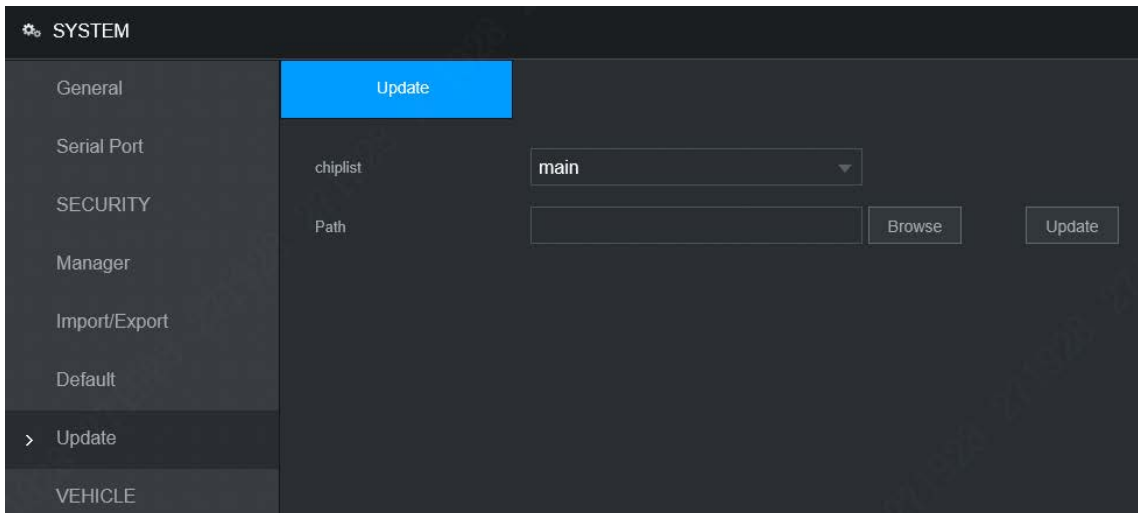 SYSTEM
General
Serial Port
SECURITY
Manager
Import/Export
Default
Update
VEHICLE
Update
chiplist main
Path Browse Update